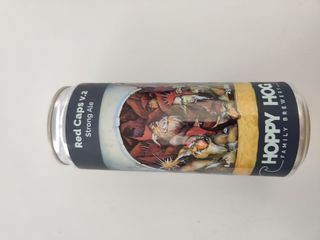 Red Caps v.2
Strong Ale
HOPPY HOG
FAMILY BREWERY